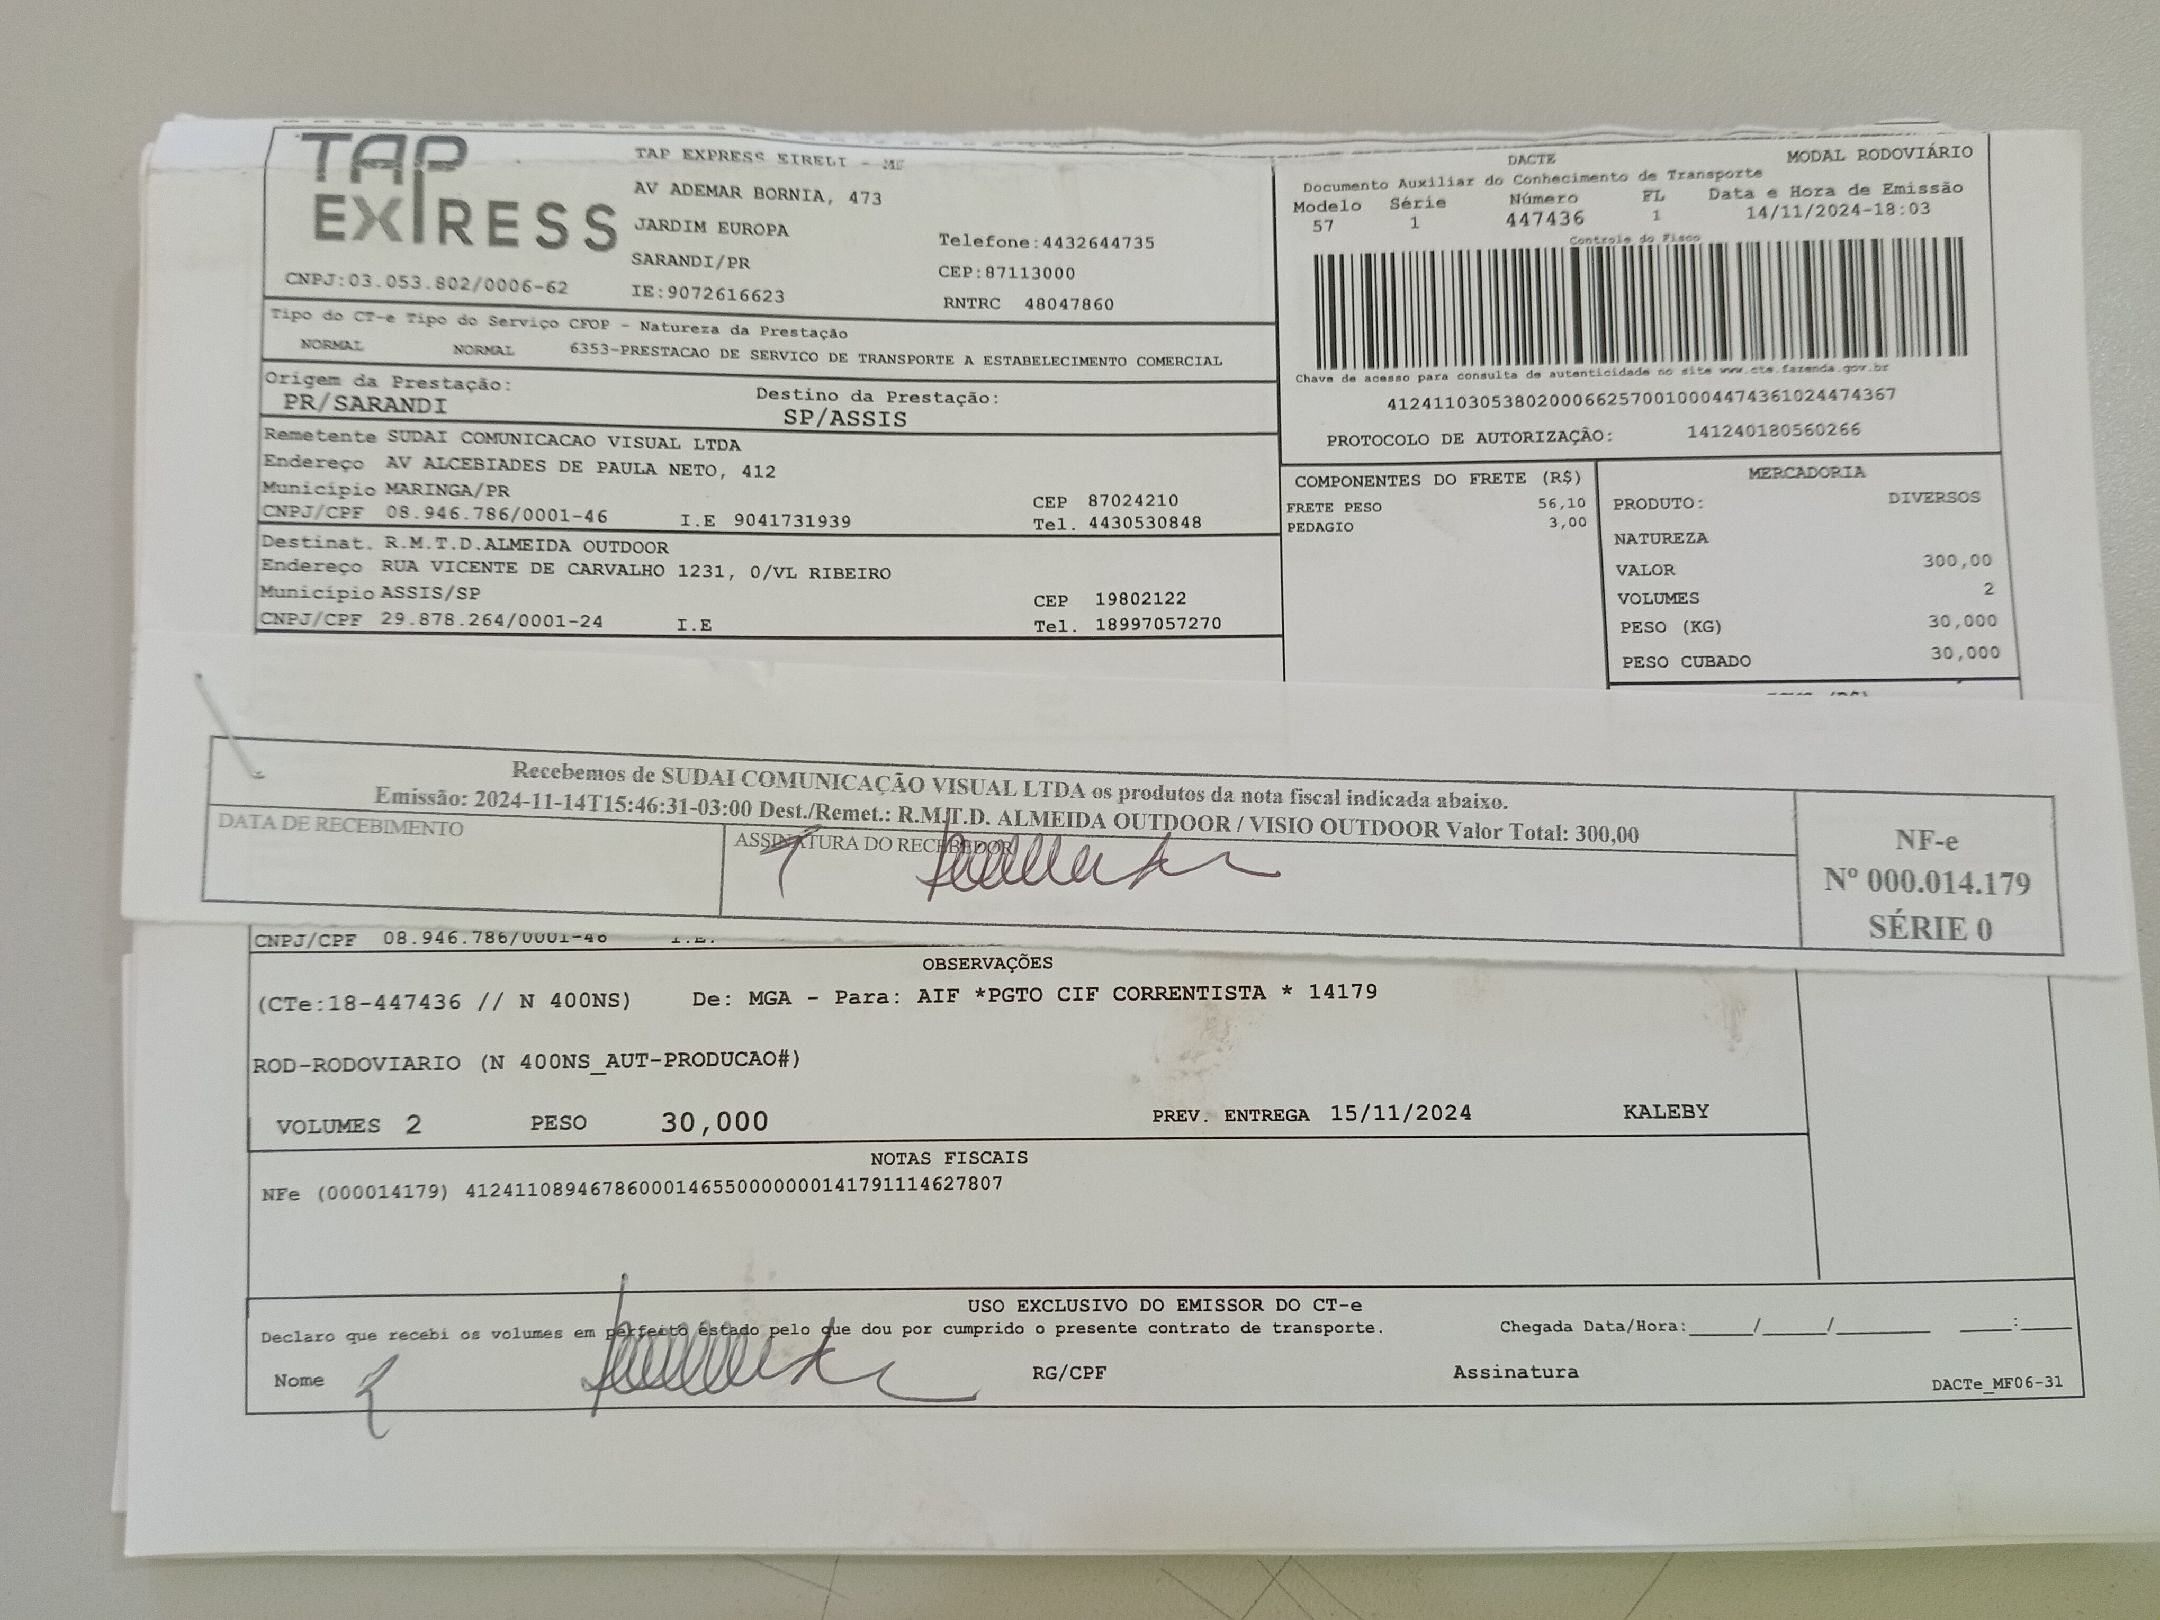 TAP
EXPRESS
TAP EXPRESS EIRELI - ME
AV ADEMAR BORNIA, 473
JARDIM EUROPA
Telefone:4432644735
SARANDI/PR
CEP:87113000
CNPJ:03.053.802/0006-62
IE:9072616623
RNTRC 48047860
DACTE
MODAL RODOVIÁRIO
Documento Auxiliar do Conhecimento de Transporte
Modelo Série Número FL Data e Hora de Emissão
57 1 447436 1 14/11/2024-18:03
Controle do Fisco
Chave de acesso para consulta de autenticidade no site www.cte.fazenda.gov.br
41241103053802000662570010004474361024474367
PROTOCOLO DE AUTORIZAÇÃO: 141240180560266
Tipo do CT-e Tipo do Serviço CFOP - Natureza da Prestação
NORMAL NORMAL 6353-PRESTACAO DE SERVICO DE TRANSPORTE A ESTABELECIMENTO COMERCIAL
Origem da Prestação: Destino da Prestação:
PR/SARANDI SP/ASSIS
Remetente SUDAI COMUNICACAO VISUAL LTDA
Endereço AV ALCEBIADES DE PAULA NETO, 412
Município MARINGA/PR CEP 87024210
CNPJ/CPF 08.946.786/0001-46 I.E 9041731939 Tel. 4430530848
Destinat. R.M.T.D.ALMEIDA OUTDOOR
Endereço RUA VICENTE DE CARVALHO 1231, 0/VL RIBEIRO
Município ASSIS/SP CEP 19802122
CNPJ/CPF 29.878.264/0001-24 I.E Tel. 18997057270
COMPONENTES DO FRETE (R$)
FRETE PESO 56,10
PEDAGIO 3,00
MERCADORIA
PRODUTO: DIVERSOS
NATUREZA
VALOR 300,00
VOLUMES 2
PESO (KG) 30,000
PESO CUBADO 30,000
Recebemos de SUDAI COMUNICAÇÃO VISUAL LTDA os produtos da nota fiscal indicada abaixo.
Emissão: 2024-11-14T15:46:31-03:00 Dest./Remet.: R.M.T.D. ALMEIDA OUTDOOR / VISIO OUTDOOR Valor Total: 300,00
DATA DE RECEBIMENTO
ASSINATURA DO RECEBEDOR
NF-e
Nº 000.014.179
SÉRIE 0
CNPJ/CPF 08.946.786/0001-46 I.E.
OBSERVAÇÕES
(CTe:18-447436 // N 400NS) De: MGA - Para: AIF *PGTO CIF CORRENTISTA * 14179
ROD-RODOVIARIO (N 400NS_AUT-PRODUCAO#)
VOLUMES 2 PESO 30,000 PREV. ENTREGA 15/11/2024 KALEBY
NOTAS FISCAIS
NFe (000014179) 41241108946786000146550000000141791114627807
USO EXCLUSIVO DO EMISSOR DO CT-e
Declaro que recebi os volumes em perfeito estado pelo que dou por cumprido o presente contrato de transporte. Chegada Data/Hora:_____/_____/_______ ____:____
Nome RG/CPF Assinatura
DACTe_MF06-31